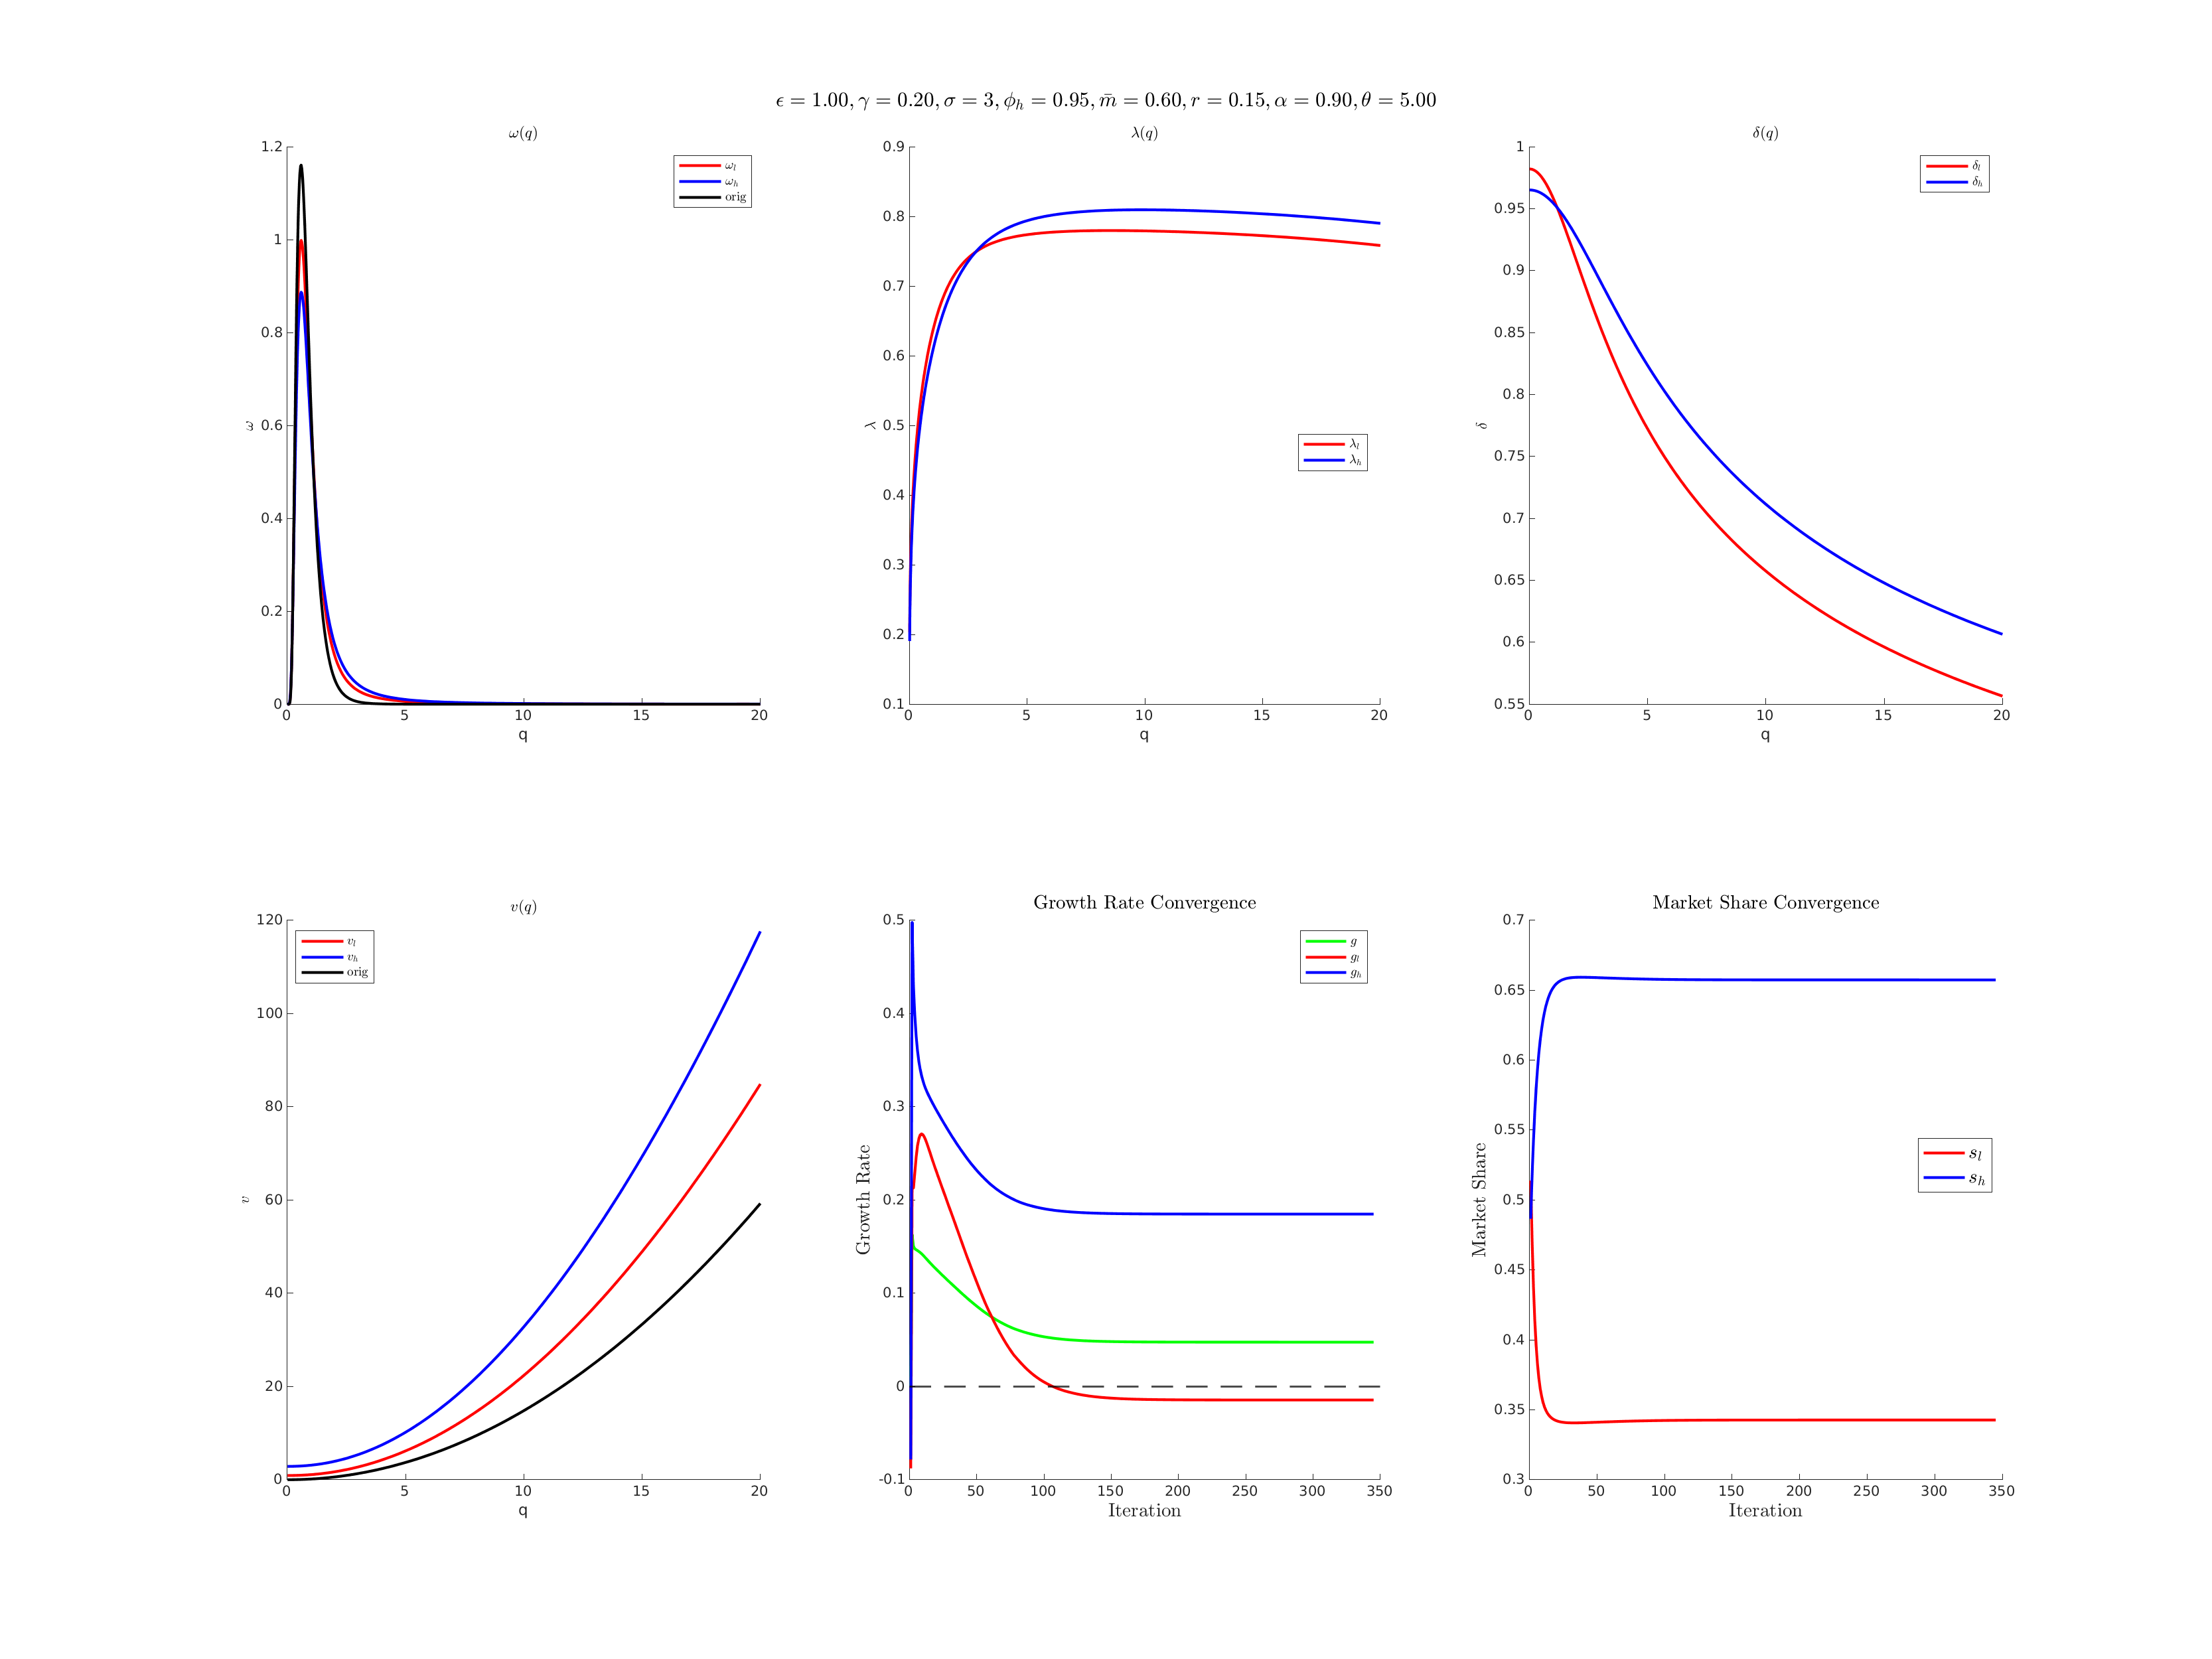 ϵ = 1.00, γ = 0.20, σ = 3, ϕ_h = 0.95, m̄ = 0.60, r = 0.15, α = 0.90, θ = 5.00
ω(q)
1.2
1
0.8
0.6
0.4
0.2
0
ω
0 5 10 15 20
q
ω_l
ω_h
orig
λ(q)
0.9
0.8
0.7
0.6
0.5
0.4
0.3
0.2
0.1
λ
0 5 10 15 20
q
λ_l
λ_h
δ(q)
1
0.95
0.9
0.85
0.8
0.75
0.7
0.65
0.6
0.55
δ
0 5 10 15 20
q
δ_l
δ_h
v(q)
120
100
80
60
40
20
0
v
0 5 10 15 20
q
v_l
v_h
orig
Growth Rate Convergence
0.5
0.4
0.3
0.2
0.1
0
-0.1
Growth Rate
0 50 100 150 200 250 300 350
Iteration
g
g_l
g_h
Market Share Convergence
0.7
0.65
0.6
0.55
0.5
0.45
0.4
0.35
0.3
Market Share
0 50 100 150 200 250 300 350
Iteration
s_l
s_h